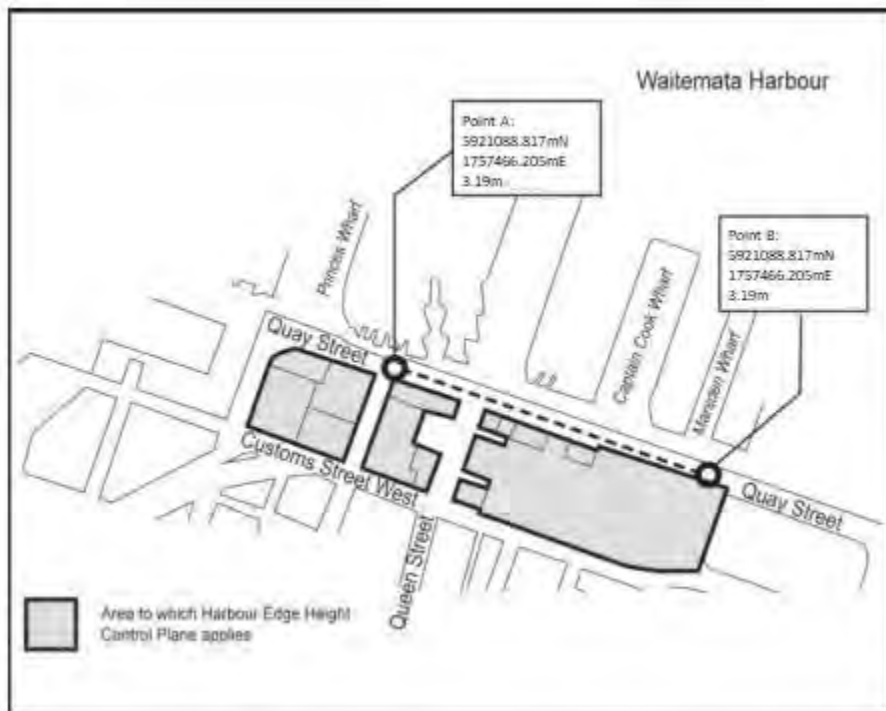 Waitemata Harbour
Point A:
5921088.817mN
1757466.205mE
3.19m
Point B:
5921088.817mN
1757466.205mE
3.19m
Princes Wharf
Captain Cook Wharf
Marsden Wharf
Quay Street
Customs Street West
Quay Street
Queen Street
Area to which Harbour Edge Height
Control Plane applies